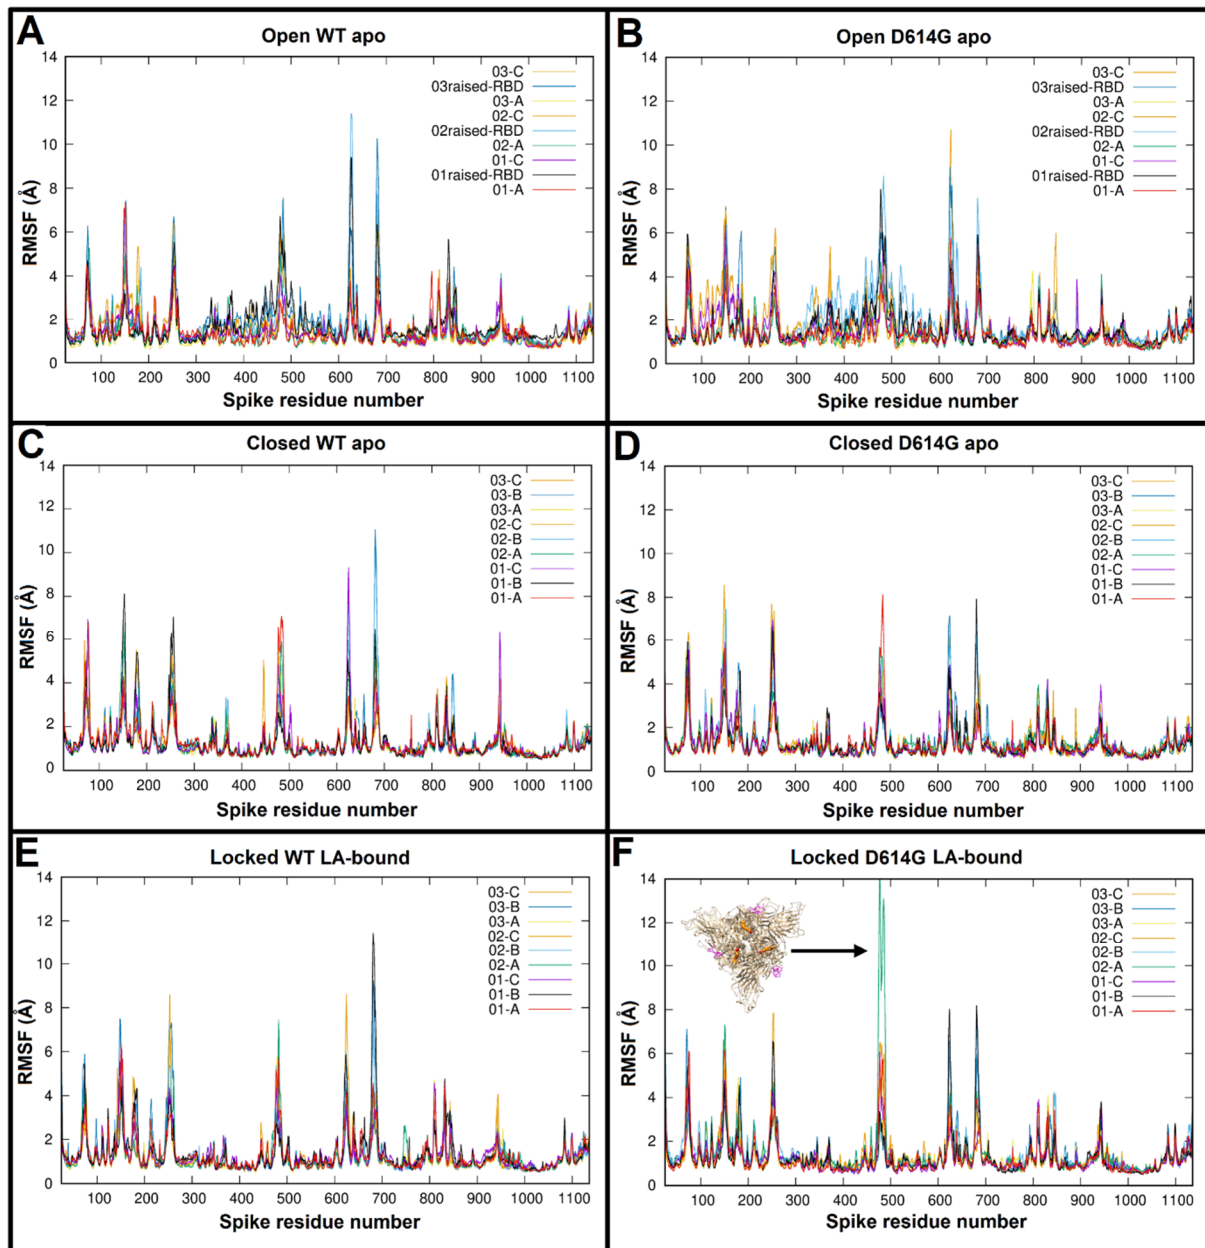 A
Open WT apo
14
12
10
8
6
4
2
0
RMSF (Å)
03-C
03raised-RBD
03-A
02-C
02raised-RBD
02-A
01-C
01raised-RBD
01-A
100 200 300 400 500 600 700 800 900 1000 1100
Spike residue number
B
Open D614G apo
14
12
10
8
6
4
2
0
RMSF (Å)
03-C
03raised-RBD
03-A
02-C
02raised-RBD
02-A
01-C
01raised-RBD
01-A
100 200 300 400 500 600 700 800 900 1000 1100
Spike residue number
C
Closed WT apo
14
12
10
8
6
4
2
0
RMSF (Å)
03-C
03-B
03-A
02-C
02-B
02-A
01-C
01-B
01-A
100 200 300 400 500 600 700 800 900 1000 1100
Spike residue number
D
Closed D614G apo
14
12
10
8
6
4
2
0
RMSF (Å)
03-C
03-B
03-A
02-C
02-B
02-A
01-C
01-B
01-A
100 200 300 400 500 600 700 800 900 1000 1100
Spike residue number
E
Locked WT LA-bound
14
12
10
8
6
4
2
0
RMSF (Å)
03-C
03-B
03-A
02-C
02-B
02-A
01-C
01-B
01-A
100 200 300 400 500 600 700 800 900 1000 1100
Spike residue number
F
Locked D614G LA-bound
14
12
10
8
6
4
2
0
RMSF (Å)
03-C
03-B
03-A
02-C
02-B
02-A
01-C
01-B
01-A
100 200 300 400 500 600 700 800 900 1000 1100
Spike residue number